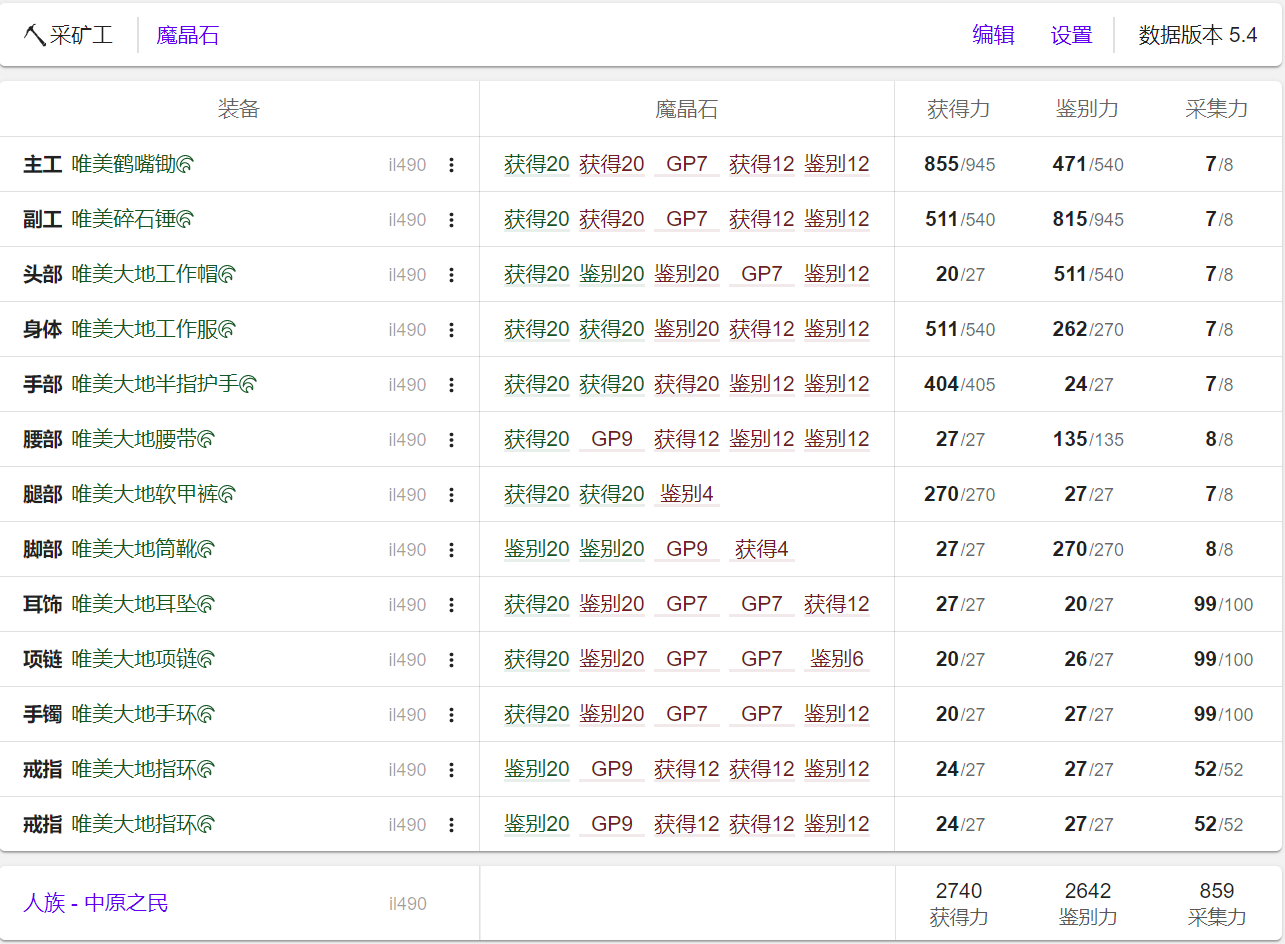 采矿工 魔晶石 编辑 设置 数据版本 5.4
装备 魔晶石 获得力 鉴别力 采集力
主工 唯美鹤嘴锄 il490 获得20 获得20 GP7 获得12 鉴别12 855/945 471/540 7/8
副工 唯美碎石锤 il490 获得20 获得20 GP7 获得12 鉴别12 511/540 815/945 7/8
头部 唯美大地工作帽 il490 获得20 鉴别20 鉴别20 GP7 鉴别12 20/27 511/540 7/8
身体 唯美大地工作服 il490 获得20 获得20 鉴别20 获得12 鉴别12 511/540 262/270 7/8
手部 唯美大地半指护手 il490 获得20 获得20 获得20 鉴别12 鉴别12 404/405 24/27 7/8
腰部 唯美大地腰带 il490 获得20 GP9 获得12 鉴别12 鉴别12 27/27 135/135 8/8
腿部 唯美大地软甲裤 il490 获得20 获得20 鉴别4 270/270 27/27 7/8
脚部 唯美大地筒靴 il490 鉴别20 鉴别20 GP9 获得4 27/27 270/270 8/8
耳饰 唯美大地耳坠 il490 获得20 鉴别20 GP7 GP7 获得12 27/27 20/27 99/100
项链 唯美大地项链 il490 获得20 鉴别20 GP7 GP7 鉴别6 20/27 26/27 99/100
手镯 唯美大地手环 il490 获得20 鉴别20 GP7 GP7 鉴别12 20/27 27/27 99/100
戒指 唯美大地指环 il490 鉴别20 GP9 获得12 获得12 鉴别12 24/27 27/27 52/52
戒指 唯美大地指环 il490 鉴别20 GP9 获得12 获得12 鉴别12 24/27 27/27 52/52
人族 - 中原之民 il490 2740 2642 859
获得力 鉴别力 采集力